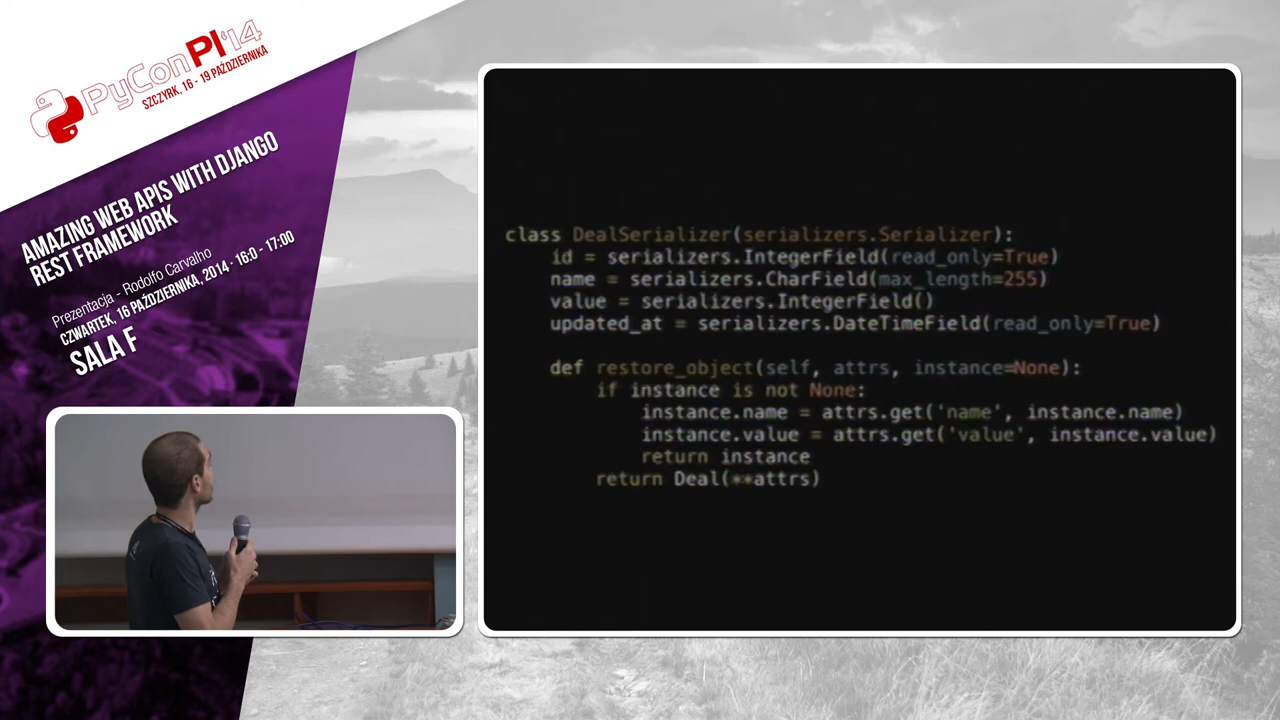 PyConPl'14
SZCZYRK, 16 - 19 PAŹDZIERNIKA
AMAZING WEB APIS WITH DJANGO
REST FRAMEWORK
Prezentacja - Rodolfo Carvalho
CZWARTEK, 16 PAŹDZIERNIKA, 2014 - 16:0 - 17:00
SALA F
class DealSerializer(serializers.Serializer):
    id = serializers.IntegerField(read_only=True)
    name = serializers.CharField(max_length=255)
    value = serializers.IntegerField()
    updated_at = serializers.DateTimeField(read_only=True)
    def restore_object(self, attrs, instance=None):
        if instance is not None:
            instance.name = attrs.get('name', instance.name)
            instance.value = attrs.get('value', instance.value)
            return instance
        return Deal(**attrs)